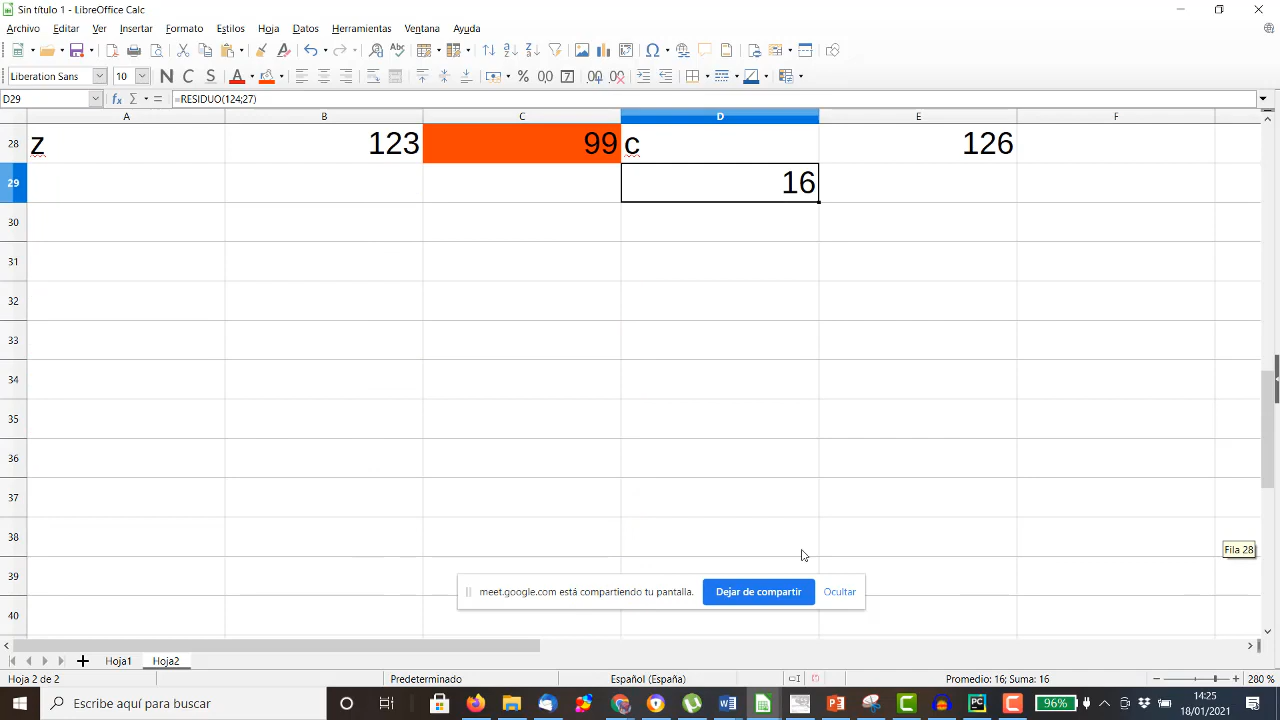 Sin título 1 - LibreOffice Calc
Archivo Editar Ver Insertar Formato Estilos Hoja Datos Herramientas Ventana Ayuda
Liberation Sans 10 N C S A
D29 =RESIDUO(124;27)
A B C D E F
28 z 123 99 c 126
29 16
30
31
32
33
34
35
36
37
38
39
40
Fila 28
meet.google.com está compartiendo tu pantalla. Dejar de compartir Ocultar
Hoja1 Hoja2
Hoja 2 de 2 Predeterminado Español (España) Promedio: 16; Suma: 16 280 %
Escribe aquí para buscar 96% 14:25
18/01/2021